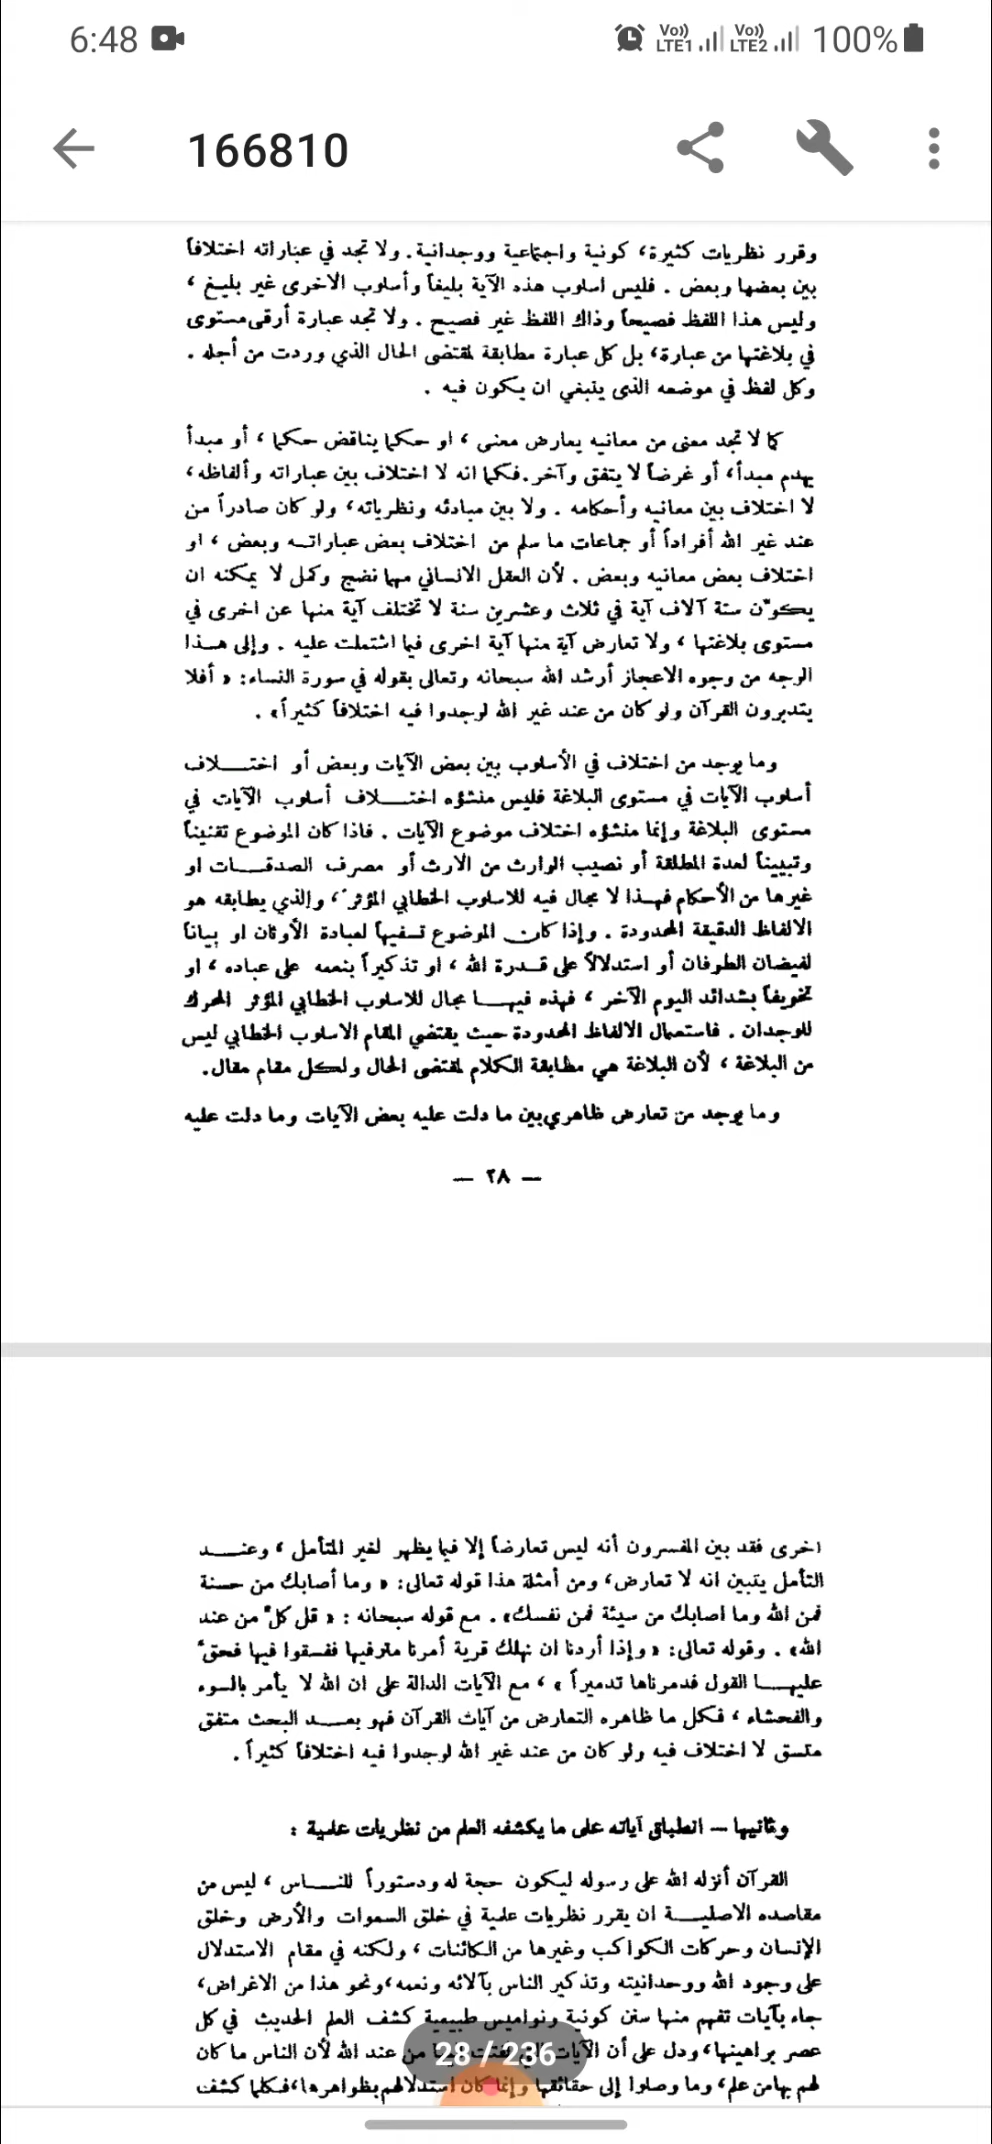 6:48
Vo)) LTE1 Vo)) LTE2 100%
166810
وقرر نظريات كثيرة، كونية واجتماعية ووجدانية. ولا تجد في عباراته اختلافاً
بين بعضها وبعض . فليس اسلوب هذه الآية بليغاً وأسلوب الاخرى غير بليغ ،
وليس هذا اللفظ فصيحاً وذاك اللفظ غير فصيح . ولا تجد عبارة أرقى مستوى
في بلاغتها من عبارة، بل كل عبارة مطابقة لمقتضى الحال الذي وردت من أجله .
وكل لفظ في موضعه الذى ينبغي ان يكون فيه .
كما لا تجد معنى من معانيه يعارض معنى ، او حكما يناقض حكما ، أو مبدأ
يهدم مبدأ، أو غرضاً لا يتفق وآخر. فكما انه لا اختلاف بين عباراته وألفاظه،
لا اختلاف بين معانيه وأحكامه . ولا بين مبادئه ونظرياته، ولو كان صادراً من
عند غير الله أفراداً أو جماعات ما سلم من اختلاف بعض عباراته وبعض ، او
اختلاف بعض معانيه وبعض . لأن العقل الانساني مهما نضج وكمل لا يمكنه ان
يكوّن ستة آلاف آية في ثلاث وعشرين سنة لا تختلف آية منها عن اخرى في
مستوى بلاغتها ، ولا تعارض آية منها آية اخرى فيما اشتملت عليه . وإلى هذا
الوجه من وجوه الاعجاز أرشد الله سبحانه وتعالى بقوله في سورة النساء: « أفلا
يتدبرون القرآن ولو كان من عند غير الله لوجدوا فيه اختلافاً كثيراً» .
وما يوجد من اختلاف في الأسلوب بين بعض الآيات وبعض أو اختلاف
أسلوب الآيات في مستوى البلاغة فليس منشؤه اختلاف أسلوب الآيات في
مستوى البلاغة وإنما منشؤه اختلاف موضوع الآيات . فاذا كان الموضوع تقنيناً
وتبييناً لعدة المطلقة أو نصيب الوارث من الارث أو مصرف الصدقات او
غيرها من الأحكام فهذا لا مجال فيه للاسلوب الخطابي المؤثر ، والذي يطابقه هو
الالفاظ الدقيقة المحدودة . وإذا كان الموضوع تسفيهاً لعبادة الأوثان او بياناً
لفيضان الطوفان أو استدلالاً على قدرة الله ، او تذكيراً بنعمه على عباده ، او
تخويفاً بشدائد اليوم الآخر ، فهذه فيها مجال للاسلوب الخطابي المؤثر المحرك
للوجدان . فاستعمال الالفاظ المحدودة حيث يقتضي المقام الاسلوب الخطابي ليس
من البلاغة ، لأن البلاغة هي مطابقة الكلام لمقتضى الحال ولكل مقام مقال.
وما يوجد من تعارض ظاهري بين ما دلت عليه بعض الآيات وما دلت عليه
— ٢٨ —
اخرى فقد بين المفسرون أنه ليس تعارضاً إلا فيما يظهر لغير المتأمل ، وعند
التأمل يتبين انه لا تعارض، ومن أمثلة هذا قوله تعالى: « وما أصابك من حسنة
فمن الله وما اصابك من سيئة فمن نفسك» . مع قوله سبحانه : « قل كلٌ من عند
الله» . وقوله تعالى: « وإذا أردنا ان نهلك قرية أمرنا مترفيها ففسقوا فيها فحقّ
عليها القول فدمرناها تدميراً » ، مع الآيات الدالة على ان الله لا يأمر بالسوء
والفحشاء ، فكل ما ظاهره التعارض من آيات القرآن فهو بعد البحث متفق
متسق لا اختلاف فيه ولو كان من عند غير الله لوجدوا فيه اختلافاً كثيراً .
وثانيها – انطباق آياته على ما يكشفه العلم من نظريات علمية :
القرآن أنزله الله على رسوله ليكون حجة له ودستوراً للناس ، ليس من
مقاصده الاصلية ان يقرر نظريات علمية في خلق السموات والأرض وخلق
الإنسان وحركات الكواكب وغيرها من الكائنات ، ولكنه في مقام الاستدلال
على وجود الله ووحدانيته وتذكير الناس بآلائه ونعمه، ونحو هذا من الاغراض،
جاء بآيات تفهم منها سنن كونية ونواميس طبيعية كشف العلم الحديث في كل
عصر براهينها، ودل على أن الآيات من عند الله لأن الناس ما كان
28 / 236
لهم بها من علم، وما وصلوا إلى حقائقها وإنما كان استدلالهم بظواهرها، فكلما كشف